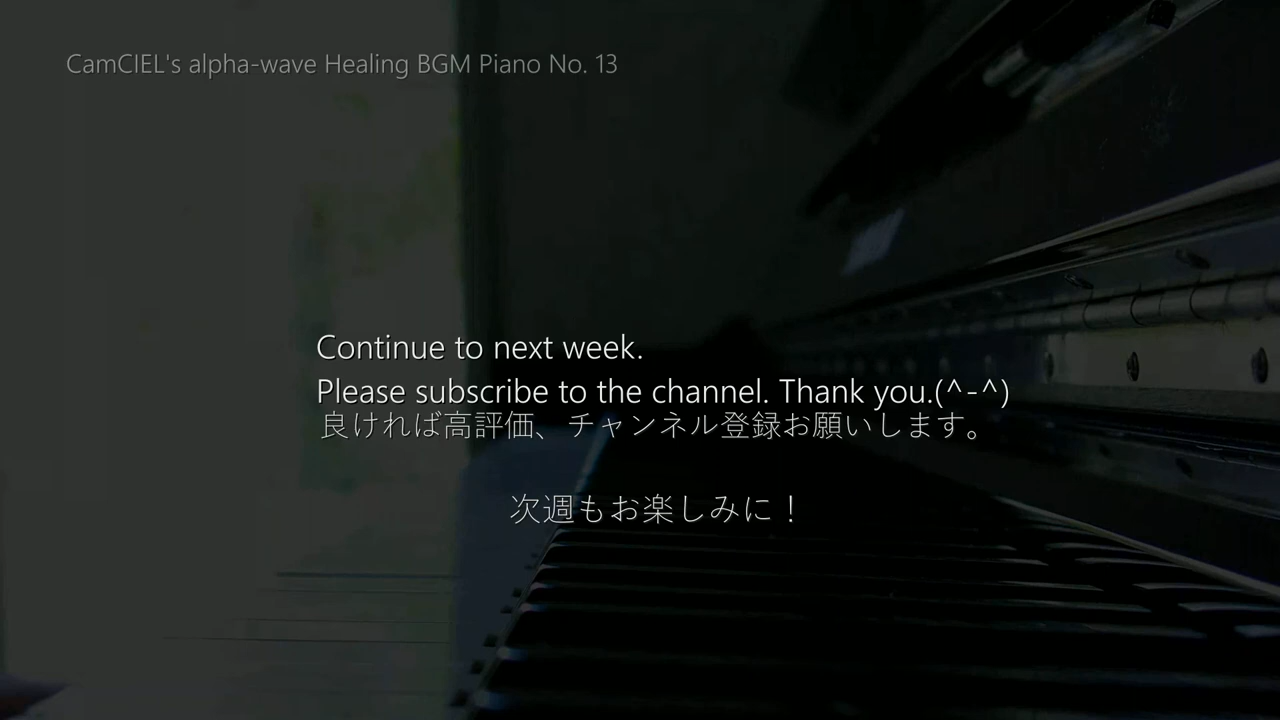 CamCIEL's alpha-wave Healing BGM Piano No. 13
Continue to next week.
Please subscribe to the channel. Thank you.(^-^)
良ければ高評価、チャンネル登録お願いします。
次週もお楽しみに！